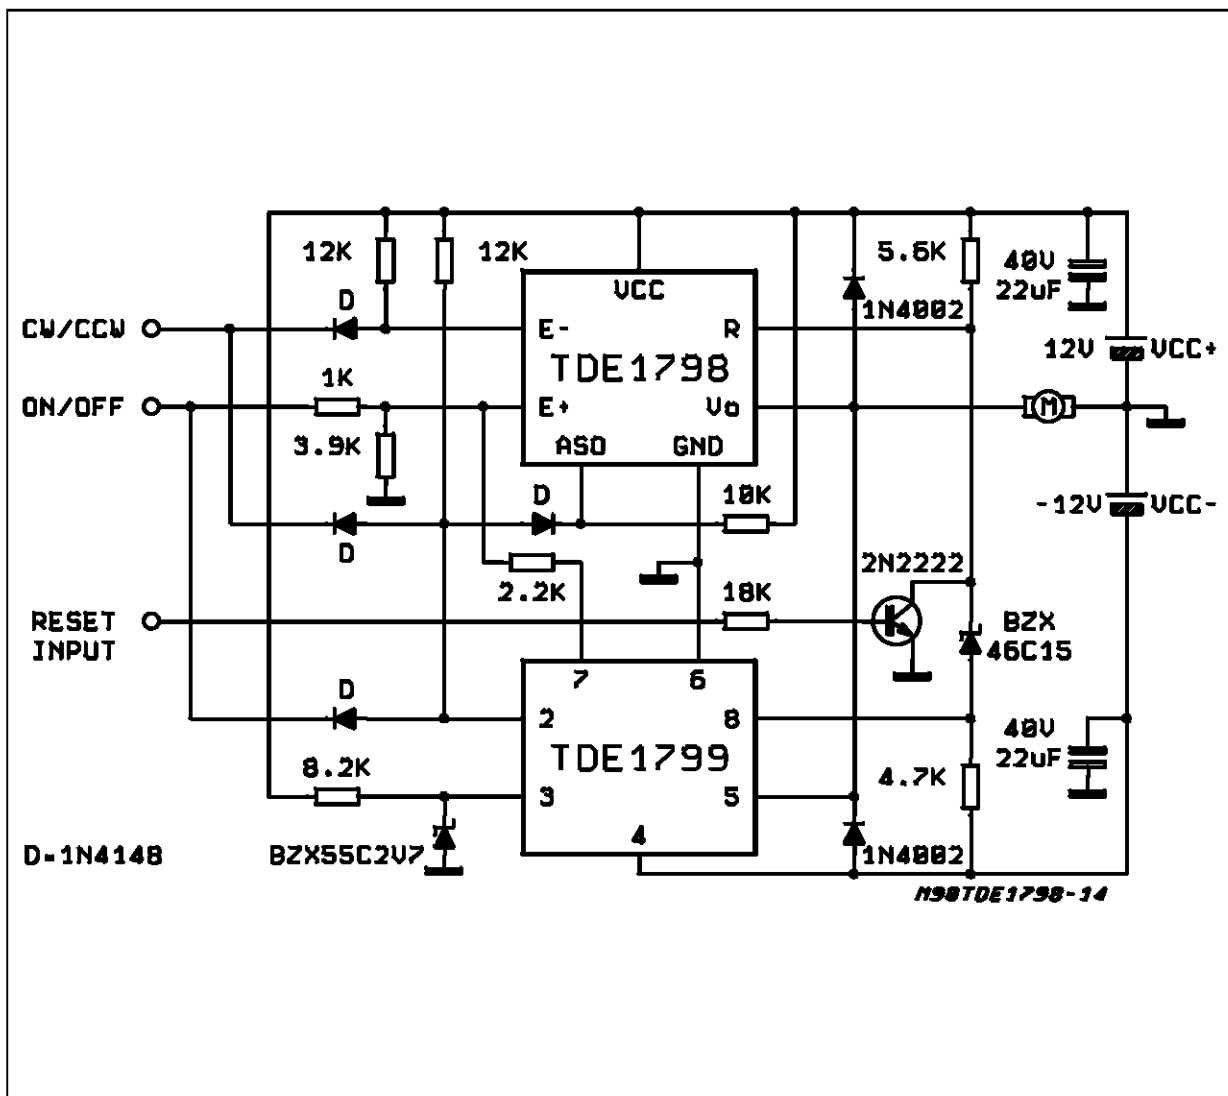 12K
12K
5.6K
40V
22uF
D
VCC
1N4002
CW/CCW
E-
R
12V
VCC+
TDE1798
1K
ON/OFF
E+
Vo
M
3.9K
ASO
GND
D
10K
-12V
VCC-
D
2N2222
2.2K
18K
RESET
INPUT
BZX
46C15
7
6
D
2
8
40V
22uF
TDE1799
8.2K
4.7K
3
5
4
D=1N4148
BZX55C2V7
1N4002
M90TDE1798-14